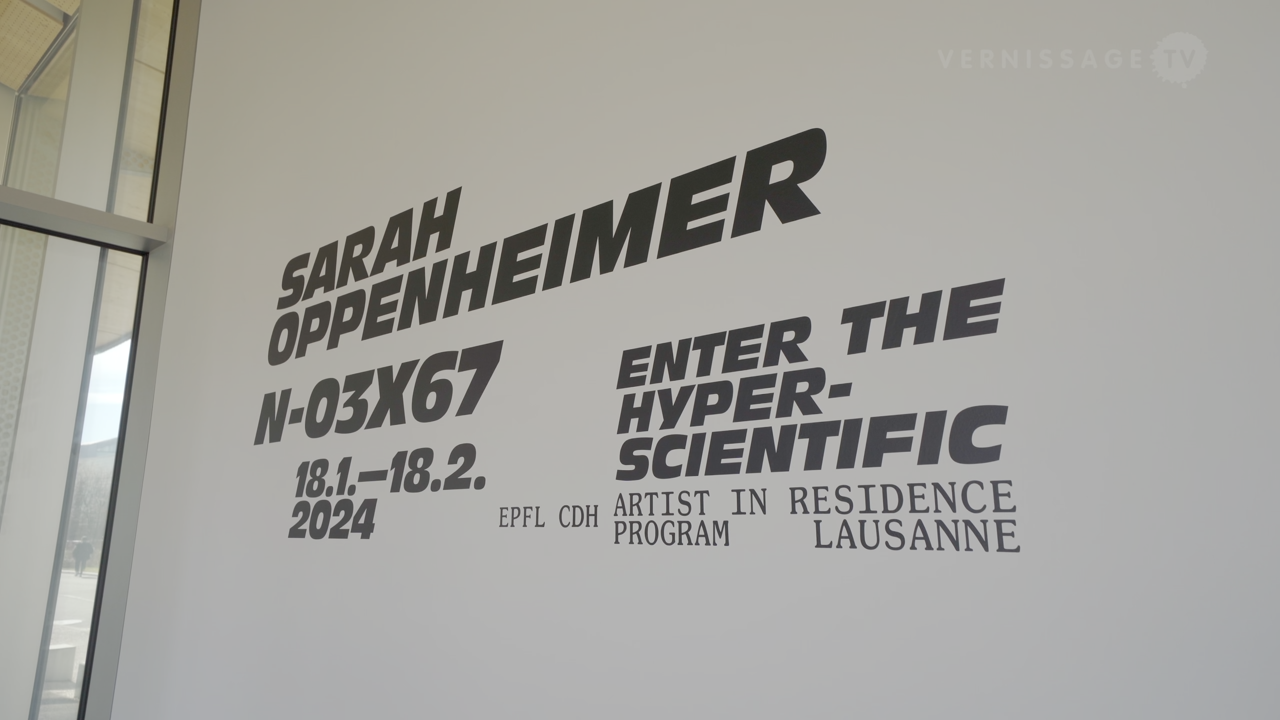 VERNISSAGE TV
SARAH
OPPENHEIMER
N-03X67
18.1.—18.2.
2024
ENTER THE
HYPER-
SCIENTIFIC
EPFL CDH ARTIST IN RESIDENCE
PROGRAM LAUSANNE